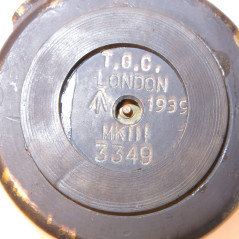 T.G.C.
LONDON
1939
MK III
3349